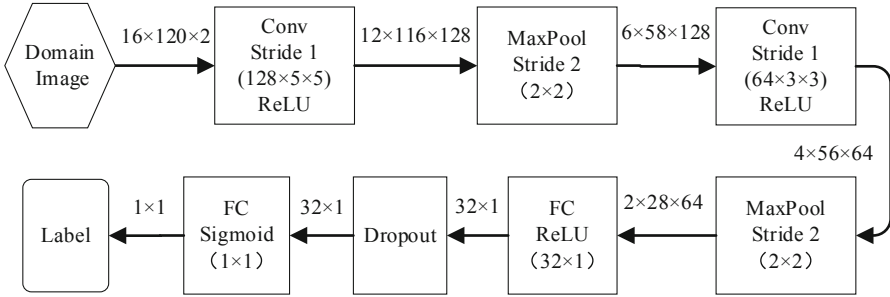 Domain
Image
16×120×2
Conv
Stride 1
(128×5×5)
ReLU
12×116×128
MaxPool
Stride 2
（2×2）
6×58×128
Conv
Stride 1
(64×3×3)
ReLU
4×56×64
MaxPool
Stride 2
（2×2）
2×28×64
FC
ReLU
（32×1）
32×1
Dropout
32×1
FC
Sigmoid
（1×1）
1×1
Label